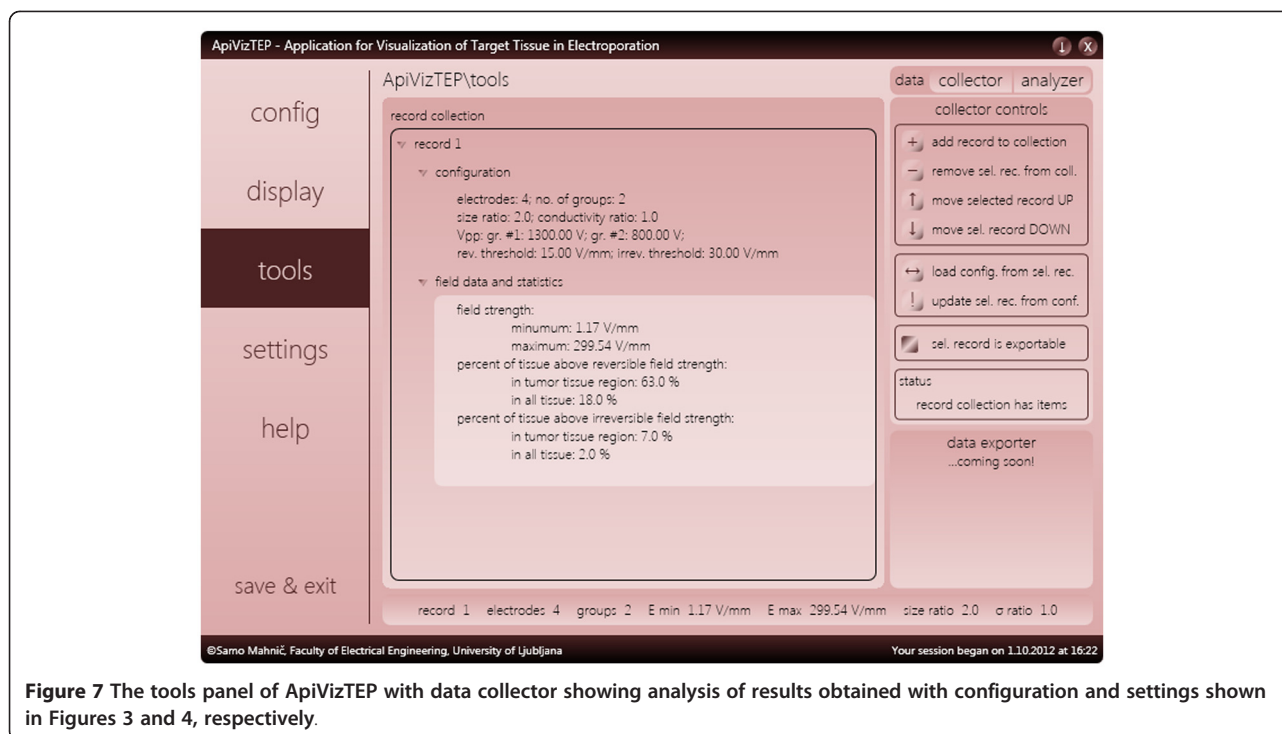 ApiVizTEP - Application for Visualization of Target Tissue in Electroporation
X
config
display
tools
settings
help
save & exit
ApiVizTEP\tools
record collection
record 1
configuration
electrodes: 4; no. of groups: 2
size ratio: 2.0; conductivity ratio: 1.0
Vpp: gr. #1: 1300.00 V; gr. #2: 800.00 V;
rev. threshold: 15.00 V/mm; irrev. threshold: 30.00 V/mm
field data and statistics
field strength:
minumum: 1.17 V/mm
maximum: 299.54 V/mm
percent of tissue above reversible field strength:
in tumor tissue region: 63.0 %
in all tissue: 18.0 %
percent of tissue above irreversible field strength:
in tumor tissue region: 7.0 %
in all tissue: 2.0 %
data collector analyzer
collector controls
+ add record to collection
− remove sel. rec. from coll.
↑ move selected record UP
↓ move sel. record DOWN
↔ load config. from sel. rec.
! update sel. rec. from conf.
sel. record is exportable
status
record collection has items
data exporter
...coming soon!
record 1 electrodes 4 groups 2 E min 1.17 V/mm E max 299.54 V/mm size ratio 2.0 σ ratio 1.0
©Samo Mahnič, Faculty of Electrical Engineering, University of Ljubljana
Your session began on 1.10.2012 at 16:22
Figure 7 The tools panel of ApiVizTEP with data collector showing analysis of results obtained with configuration and settings shown
in Figures 3 and 4, respectively.